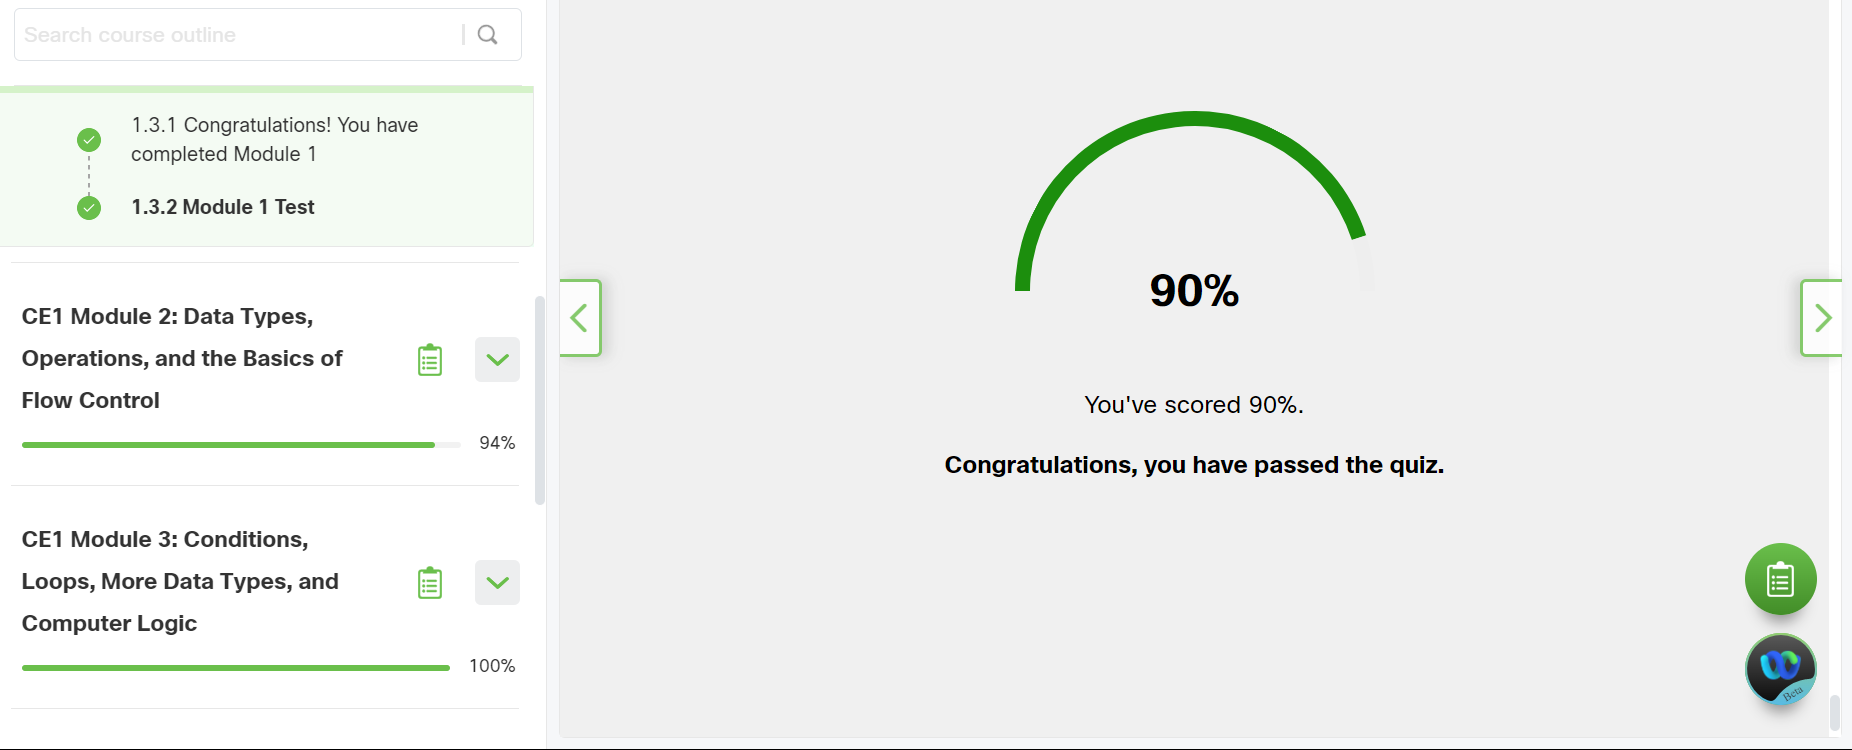 Search course outline
1.3.1 Congratulations! You have
completed Module 1
1.3.2 Module 1 Test
CE1 Module 2: Data Types,
Operations, and the Basics of
Flow Control
94%
CE1 Module 3: Conditions,
Loops, More Data Types, and
Computer Logic
100%
90%
You've scored 90%.
Congratulations, you have passed the quiz.
Beta